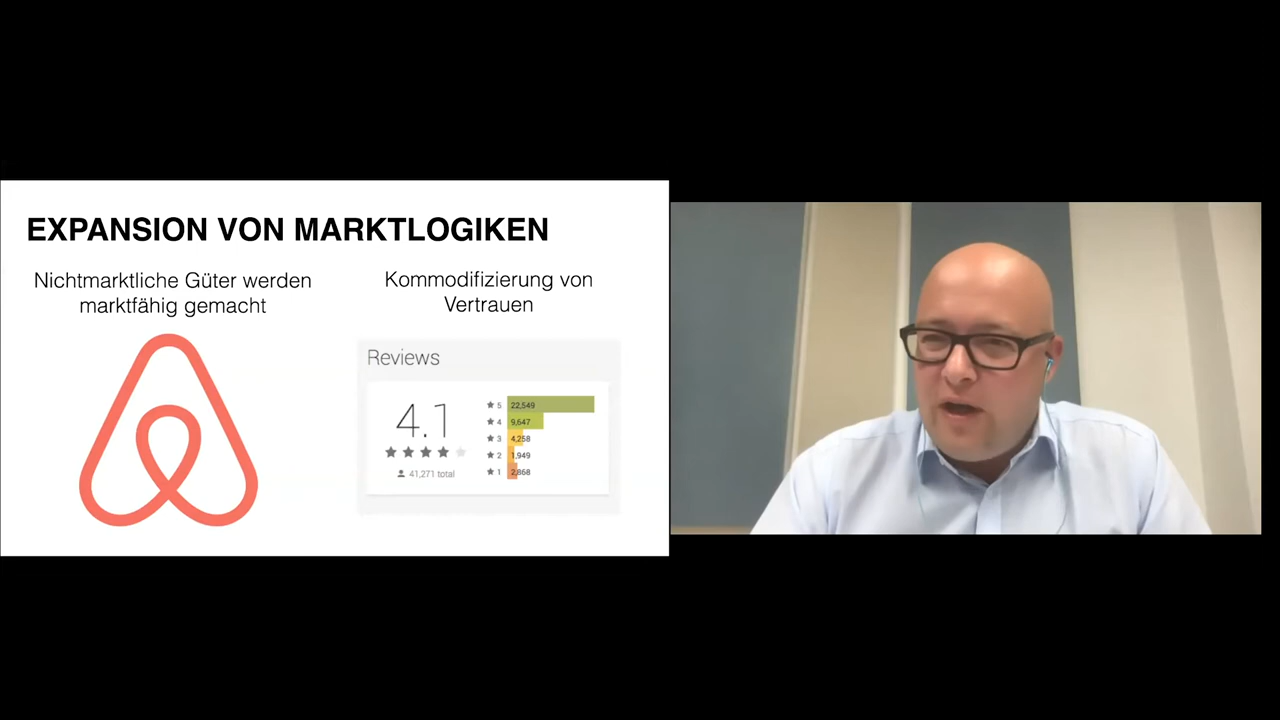 EXPANSION VON MARKTLOGIKEN
Nichtmarktliche Güter werden
marktfähig gemacht
Kommodifizierung von
Vertrauen
Reviews
4.1
41,271 total
5 22,549
4 9,647
3 4,258
2 1,949
1 2,868